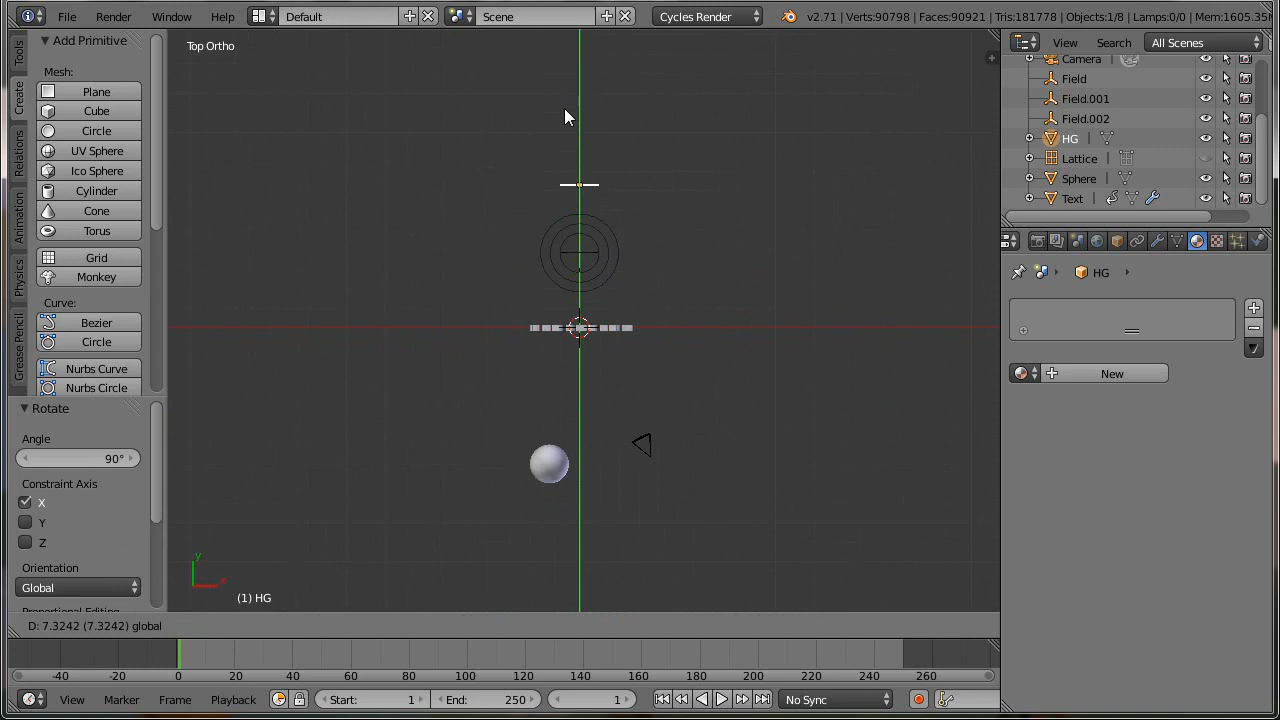 File Render Window Help Default Scene Cycles Render v2.71 | Verts:90798 | Faces:90921 | Tris:181778 | Objects:1/8 | Lamps:0/0 | Mem:1605.35
Add Primitive
Mesh:
Plane
Cube
Circle
UV Sphere
Ico Sphere
Cylinder
Cone
Torus
Grid
Monkey
Curve:
Bezier
Circle
Nurbs Curve
Nurbs Circle
Tools
Create
Relations
Animation
Physics
Grease Pencil
Rotate
Angle
90°
Constraint Axis
X
Y
Z
Orientation
Global
Proportional Editing
Top Ortho
y
x
(1) HG
D: 7.3242 (7.3242) global
View Search All Scenes
Camera
Field
Field.001
Field.002
HG
Lattice
Sphere
Text
HG
New
-40 -20 0 20 40 60 80 100 120 140 160 180 200 220 240 260
View Marker Frame Playback Start: 1 End: 250 1 No Sync